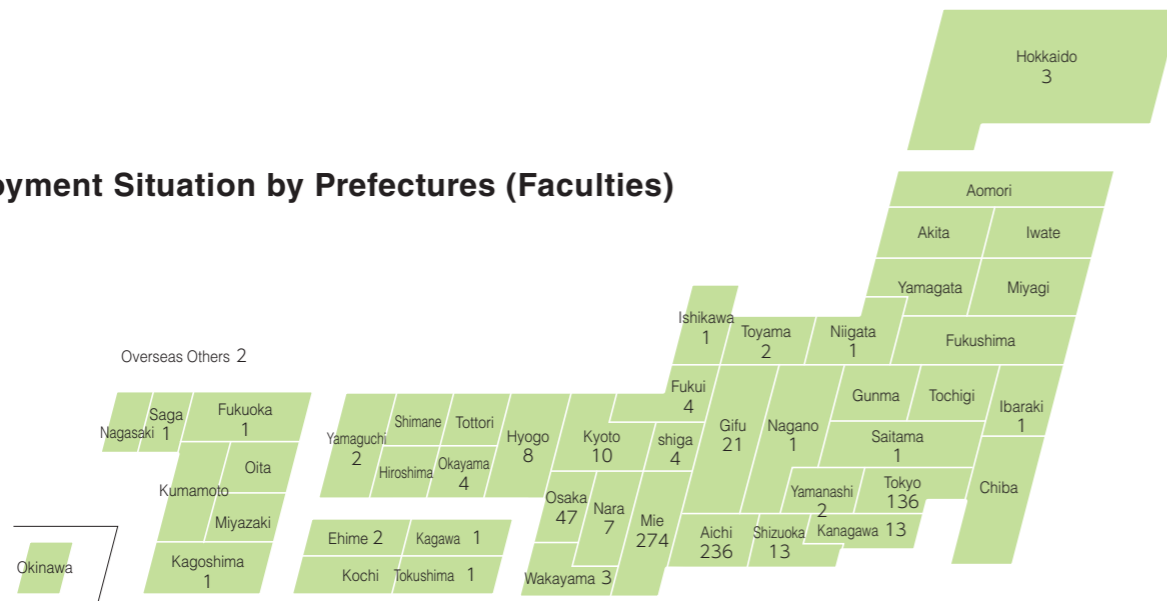 Hokkaido
3
oyment Situation by Prefectures (Faculties)
Aomori
Akita
Iwate
Yamagata
Miyagi
Ishikawa
1
Toyama
2
Niigata
1
Fukushima
Overseas Others 2
Fukui
4
Gunma
Tochigi
Ibaraki
1
Nagasaki
Saga
1
Fukuoka
1
Yamaguchi
2
Shimane
Tottori
Hyogo
8
Kyoto
10
shiga
4
Gifu
21
Nagano
1
Saitama
1
Oita
Hiroshima
Okayama
4
Kumamoto
Osaka
47
Nara
7
Mie
274
Yamanashi
2
Tokyo
136
Chiba
Miyazaki
Ehime 2
Kagawa 1
Aichi
236
Shizuoka
13
Kanagawa 13
Okinawa
Kagoshima
1
Kochi
Tokushima 1
Wakayama 3